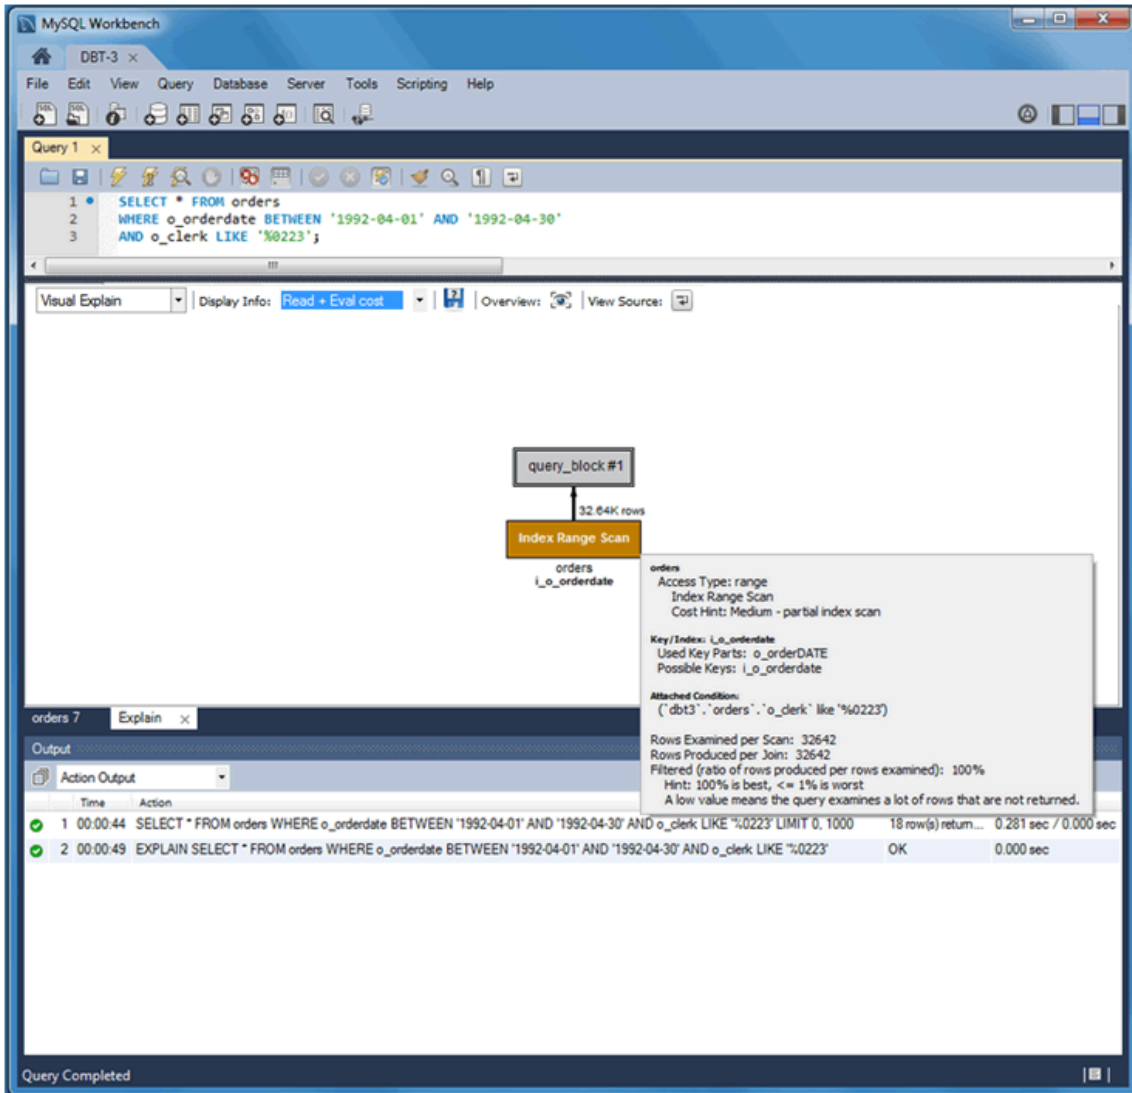 MySQL Workbench
DBT-3
File Edit View Query Database Server Tools Scripting Help
Query 1
1 SELECT * FROM orders
2 WHERE o_orderdate BETWEEN '1992-04-01' AND '1992-04-30'
3 AND o_clerk LIKE '%0223';
Visual Explain Display Info: Read + Eval cost Overview: View Source:
query_block #1
32.64K rows
Index Range Scan
orders
i_o_orderdate
orders
Access Type: range
Index Range Scan
Cost Hint: Medium - partial index scan
Key/Index: i_o_orderdate
Used Key Parts: o_orderDATE
Possible Keys: i_o_orderdate
Attached Condition:
(`dbt3`.`orders`.`o_clerk` like '%0223')
Rows Examined per Scan: 32642
Rows Produced per Join: 32642
Filtered (ratio of rows produced per rows examined): 100%
Hint: 100% is best, <= 1% is worst
A low value means the query examines a lot of rows that are not returned.
orders 7 Explain
Output
Action Output
Time Action
1 00:00:44 SELECT * FROM orders WHERE o_orderdate BETWEEN '1992-04-01' AND '1992-04-30' AND o_clerk LIKE '%0223' LIMIT 0, 1000 18 row(s) return... 0.281 sec / 0.000 sec
2 00:00:49 EXPLAIN SELECT * FROM orders WHERE o_orderdate BETWEEN '1992-04-01' AND '1992-04-30' AND o_clerk LIKE '%0223' OK 0.000 sec
Query Completed